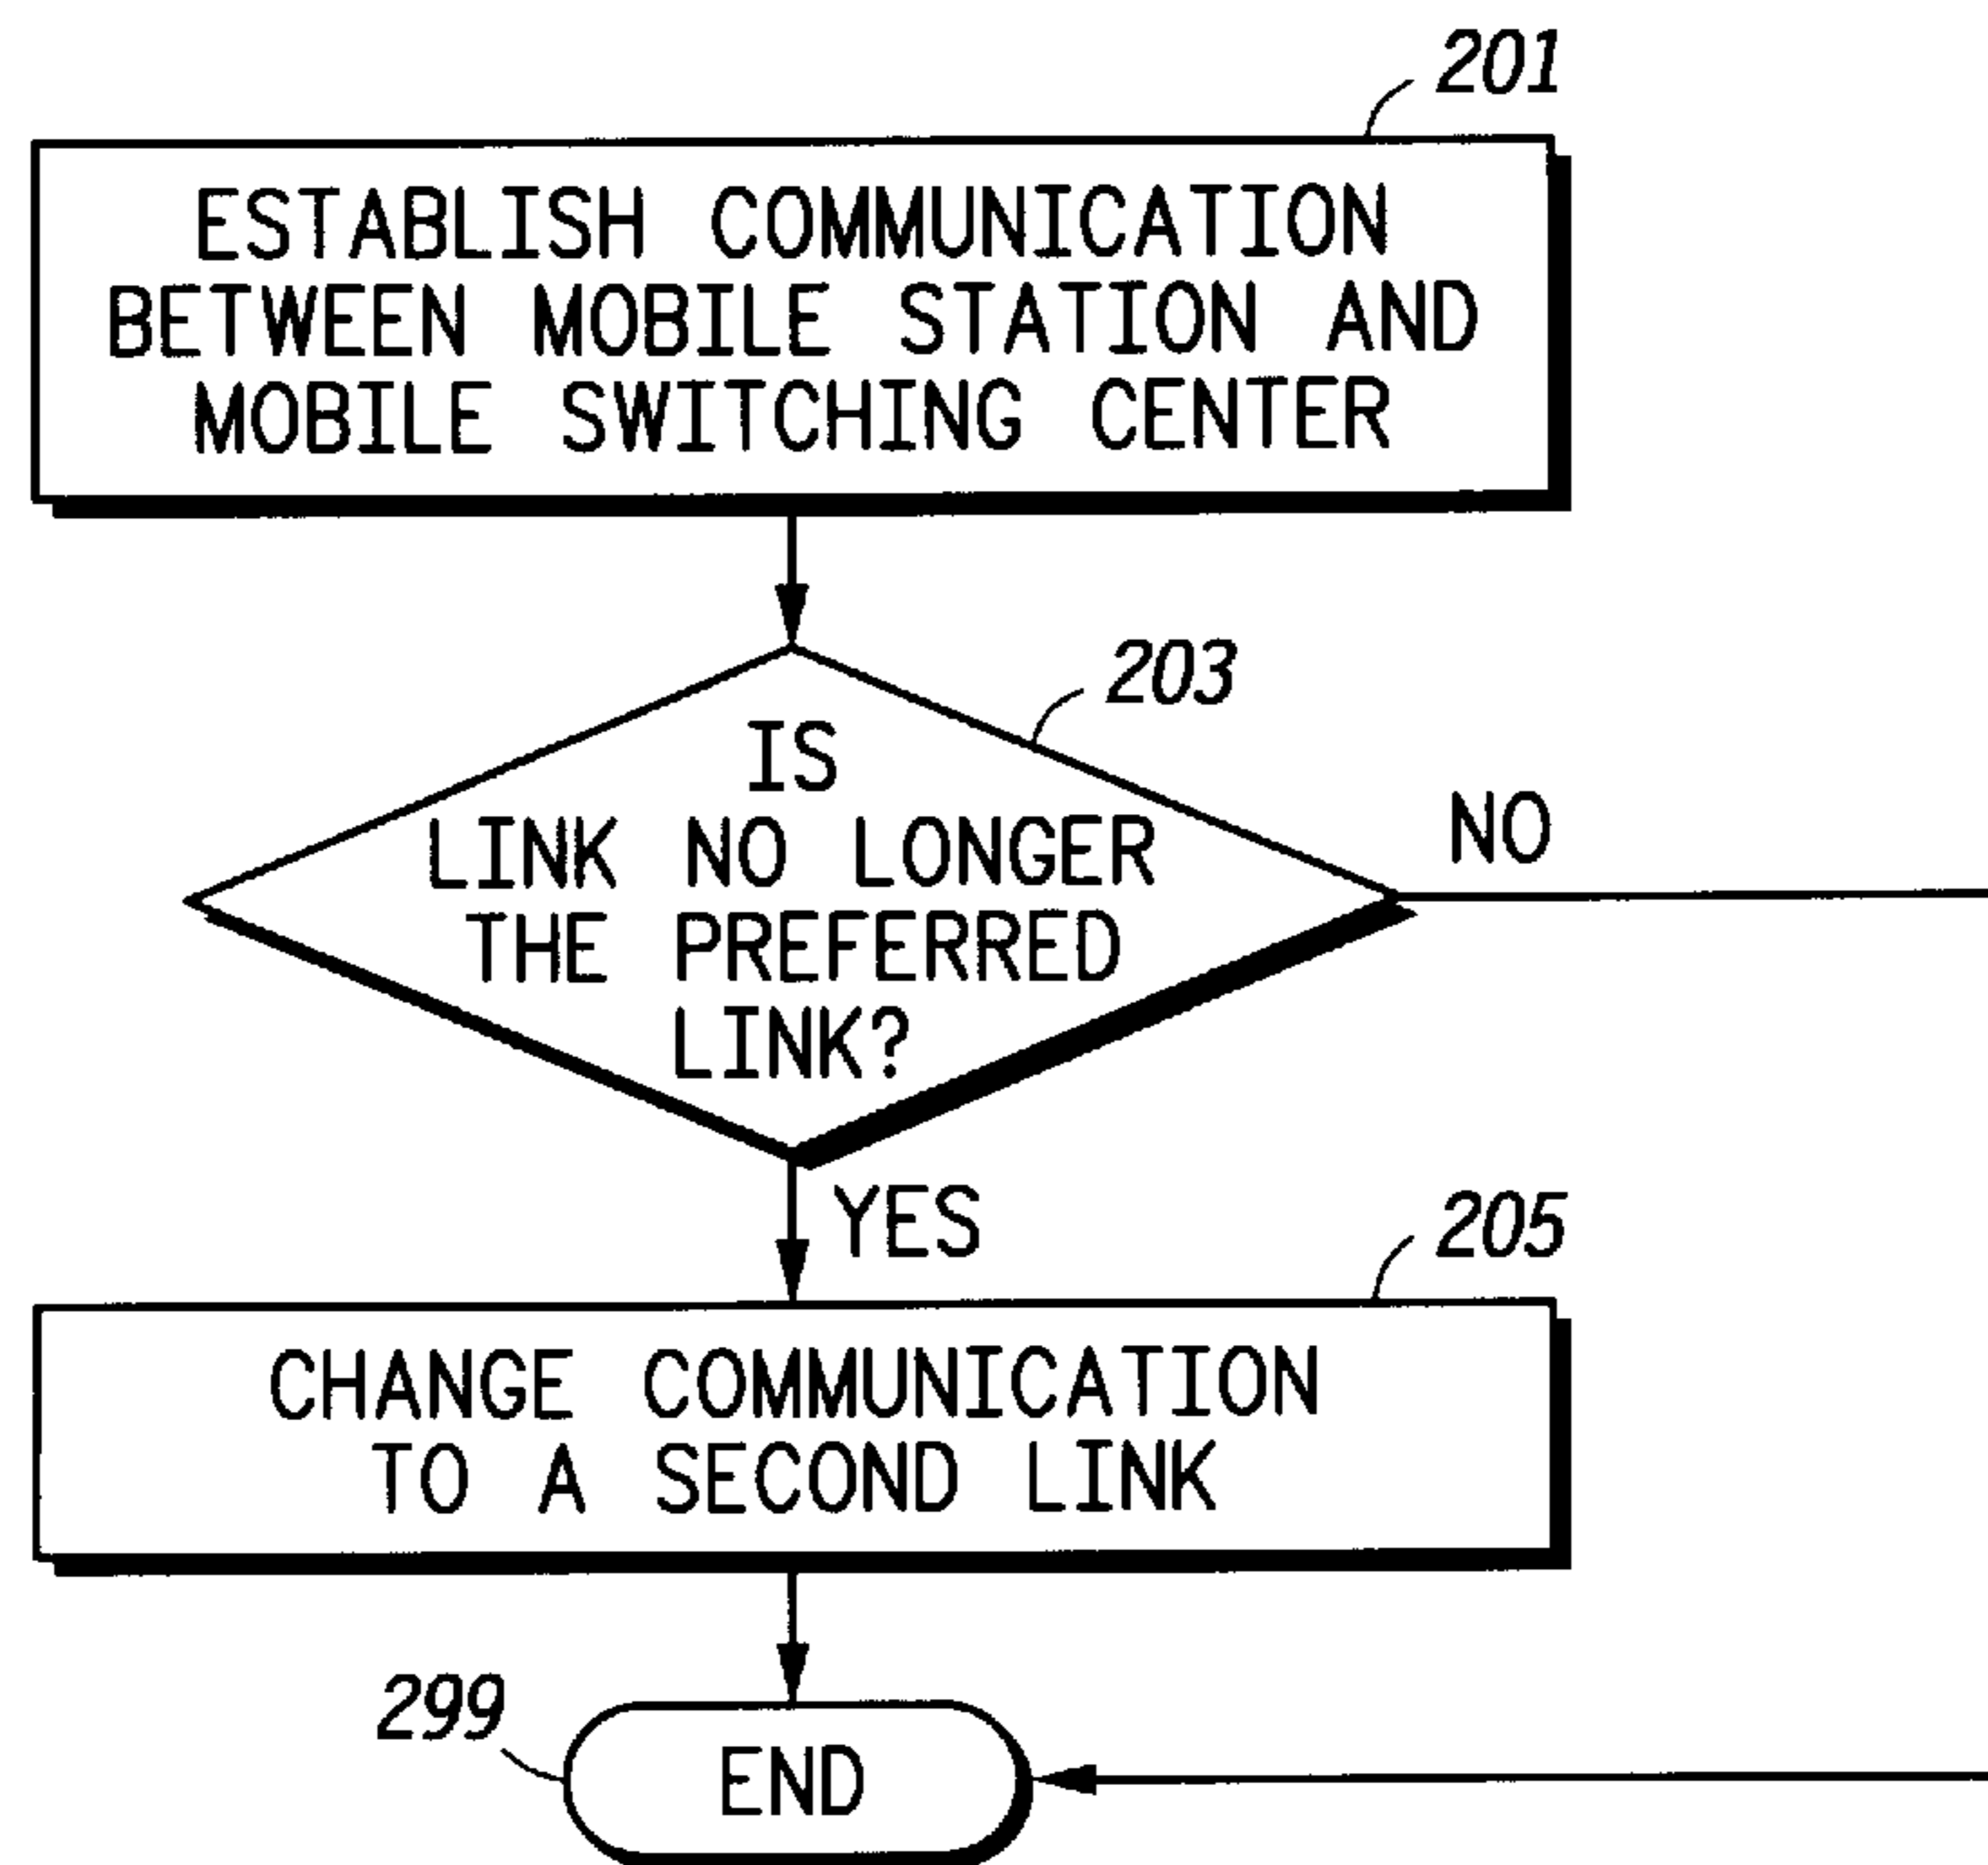 201
ESTABLISH COMMUNICATION
BETWEEN MOBILE STATION AND
MOBILE SWITCHING CENTER
203
IS
LINK NO LONGER
THE PREFERRED
LINK?
NO
YES
205
CHANGE COMMUNICATION
TO A SECOND LINK
299
END